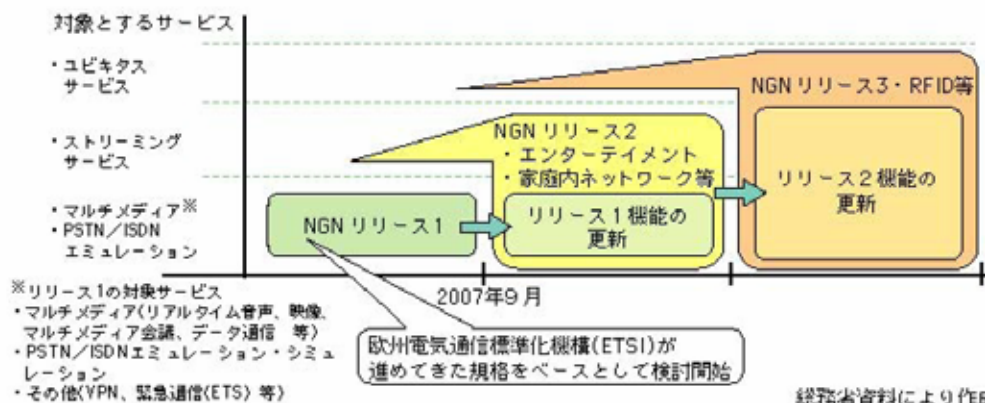 対象とするサービス
・ユビキタス
サービス
・ストリーミング
サービス
・マルチメディア※
・PSTN/ISDN
エミュレーション
NGNリリース1
NGNリリース2
・エンターテイメント
・家庭内ネットワーク等
リリース1機能の
更新
NGNリリース3・RFID等
リリース2機能の
更新
2007年9月
※リリース1の対象サービス
・マルチメディア(リアルタイム音声、映像、
マルチメディア会議、データ通信 等)
・PSTN/ISDNエミュレーション・シミュ
レーション
・その他(VPN、緊急通信(ETS) 等)
欧州電気通信標準化機構(ETSI)が
進めてきた規格をベースとして検討開始
総務省資料により作